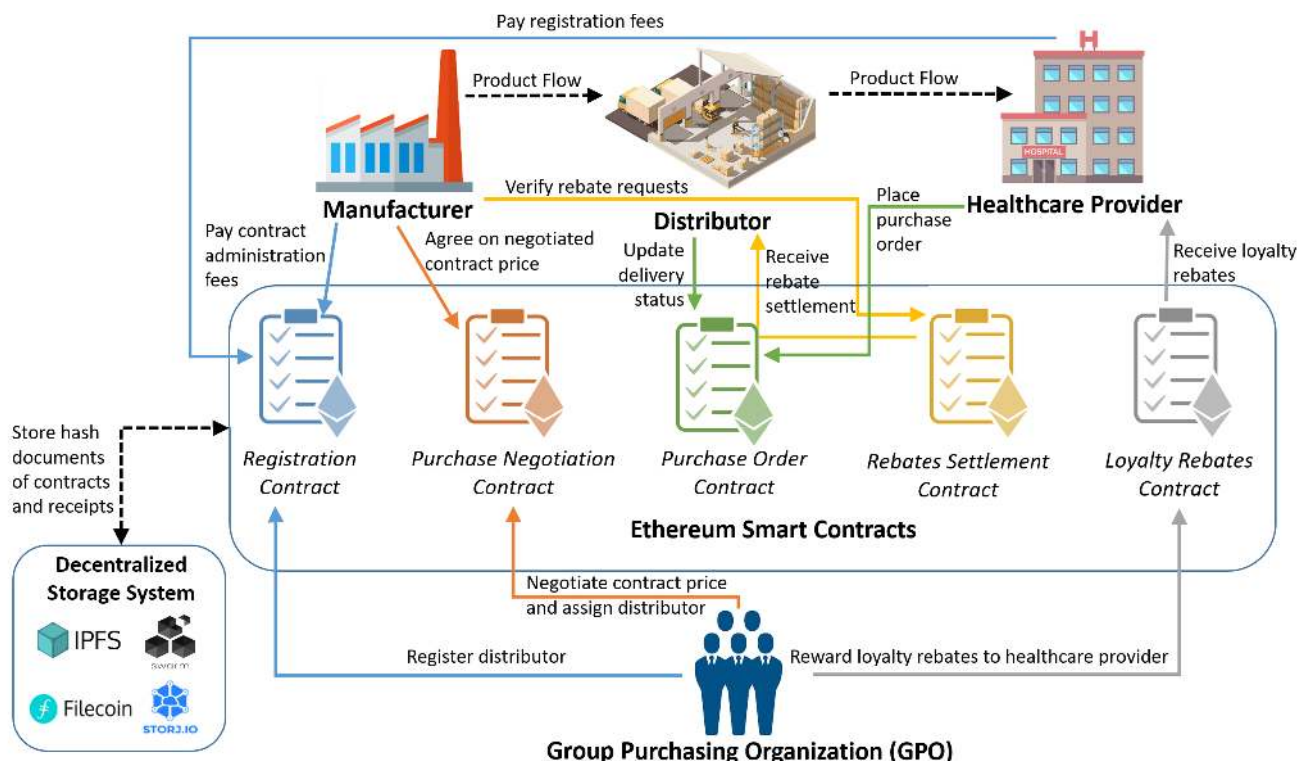 Pay registration fees
Product Flow
Product Flow
HOSPITAL
H
Verify rebate requests
Manufacturer
Distributor
Healthcare Provider
Place
purchase
order
Pay contract
administration
fees
Agree on negotiated
contract price
Update
delivery
status
Receive
rebate
settlement
Receive loyalty
rebates
Store hash
documents
of contracts
and receipts
Registration
Contract
Purchase Negotiation
Contract
Purchase Order
Contract
Rebates Settlement
Contract
Loyalty Rebates
Contract
Ethereum Smart Contracts
Decentralized
Storage System
IPFS
swarm
Filecoin
STORJ.IO
Negotiate contract price
and assign distributor
Register distributor
Reward loyalty rebates to healthcare provider
Group Purchasing Organization (GPO)